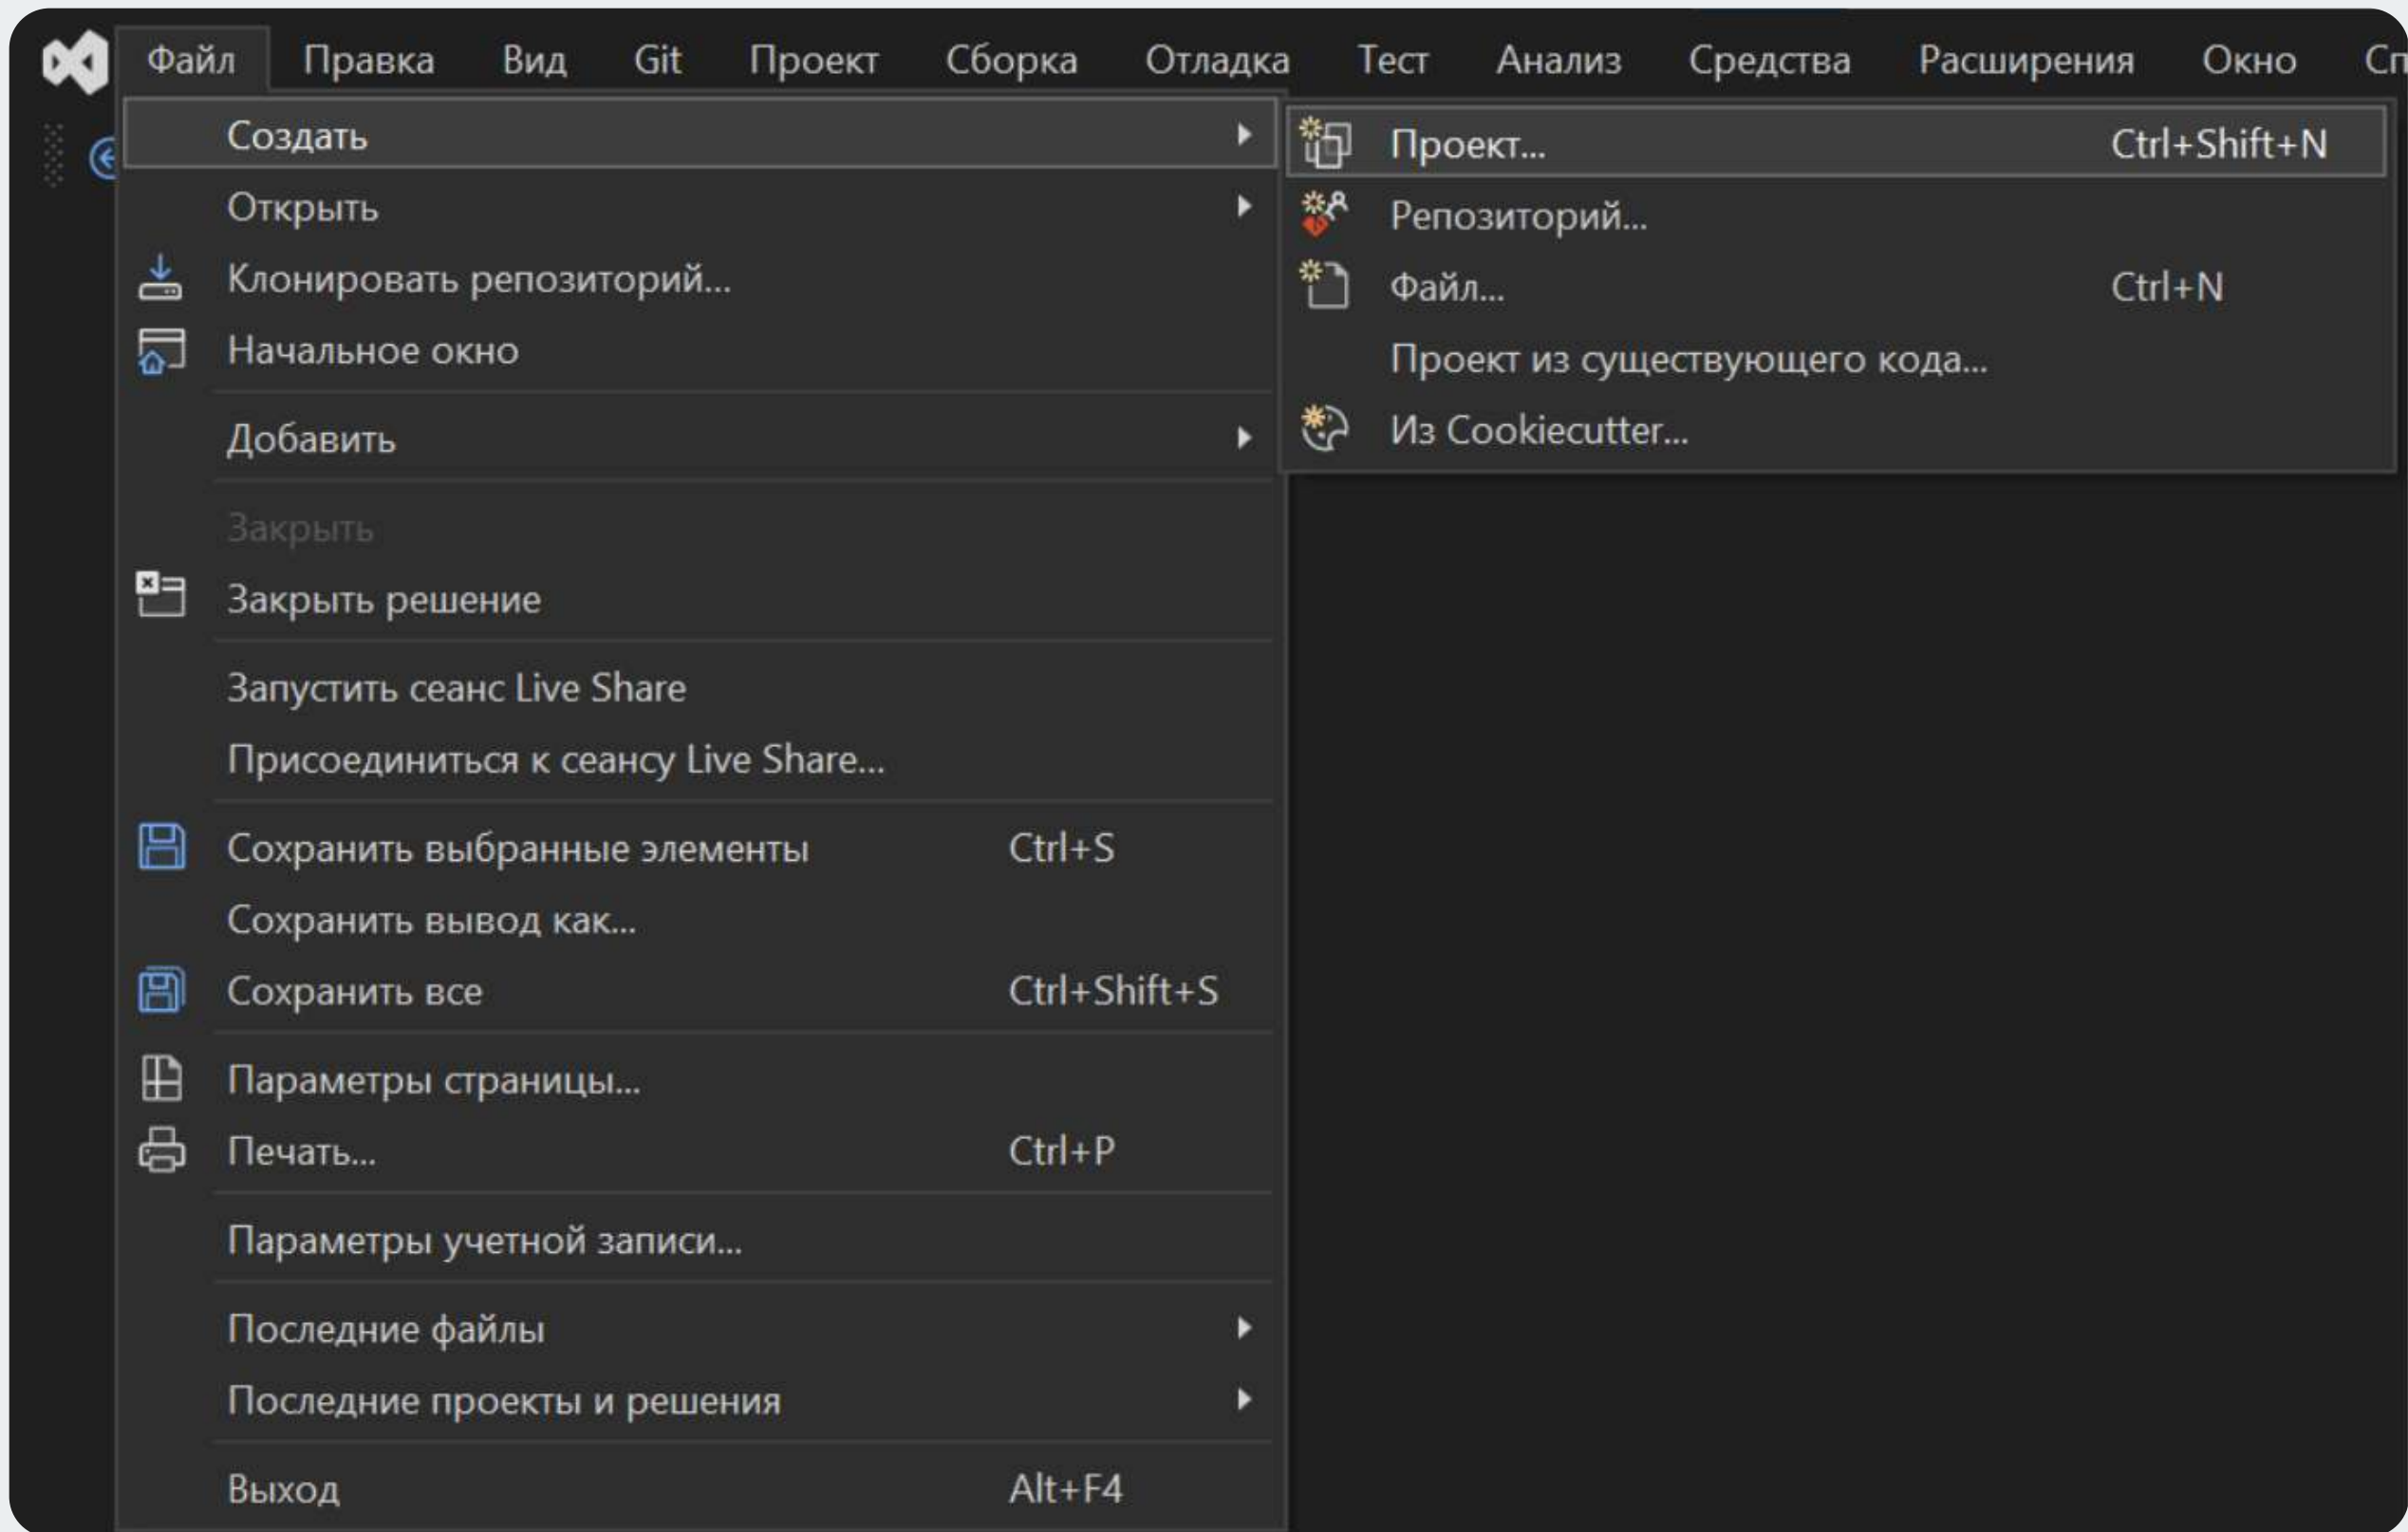 Файл Правка Вид Git Проект Сборка Отладка Тест Анализ Средства Расширения Окно Сп
Создать
Открыть
Клонировать репозиторий...
Начальное окно
Добавить
Закрыть
Закрыть решение
Запустить сеанс Live Share
Присоединиться к сеансу Live Share...
Сохранить выбранные элементы Ctrl+S
Сохранить вывод как...
Сохранить все Ctrl+Shift+S
Параметры страницы...
Печать... Ctrl+P
Параметры учетной записи...
Последние файлы
Последние проекты и решения
Выход Alt+F4
Проект... Ctrl+Shift+N
Репозиторий...
Файл... Ctrl+N
Проект из существующего кода...
Из Cookiecutter...